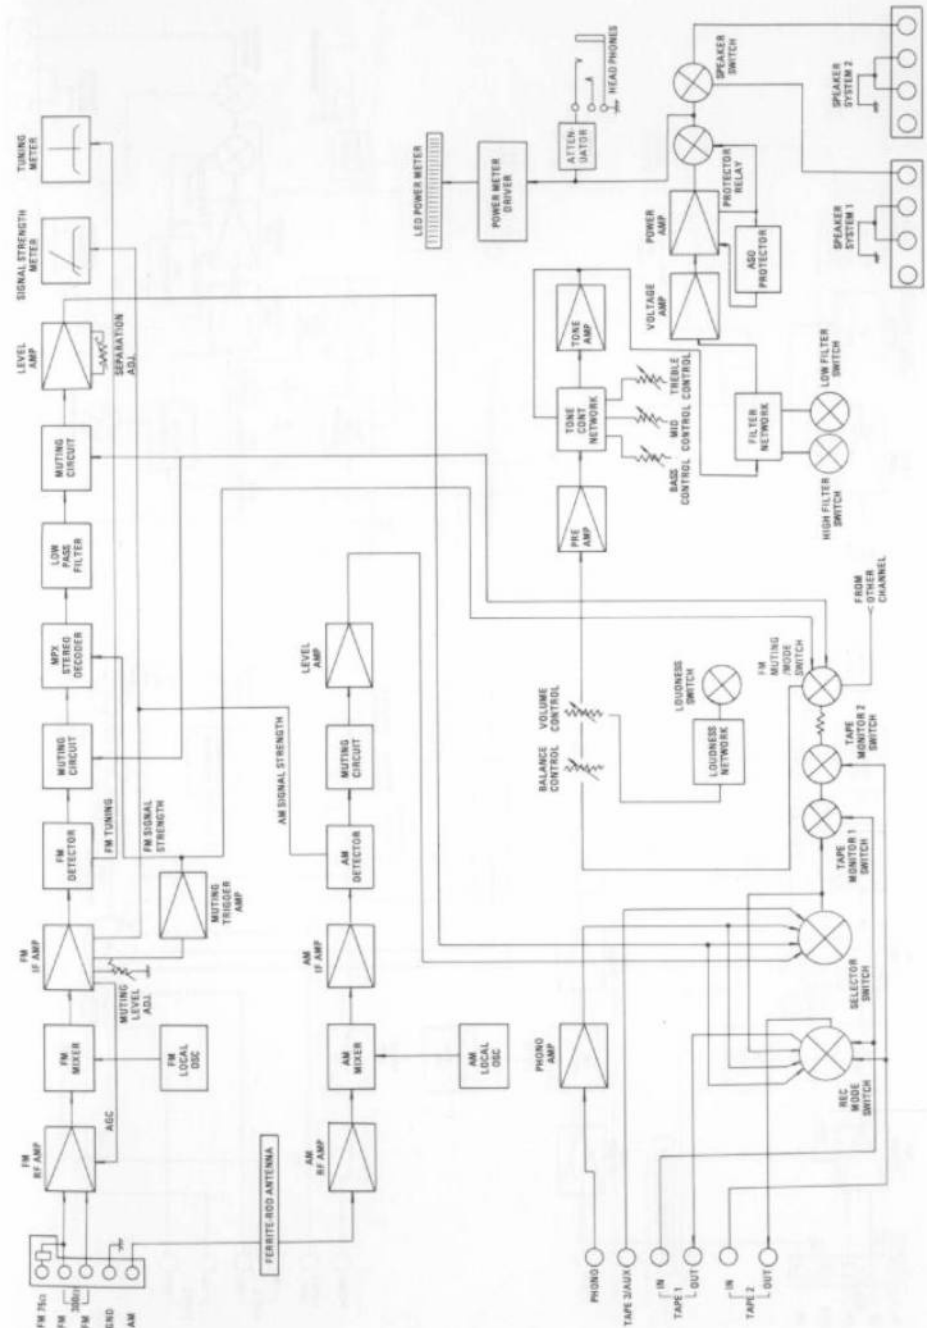 FM 75Ω
FM
300Ω
FM
GND
AM
FM
RF AMP
AGC
FM
MIXER
FM
LOCAL
OSC
FM
IF AMP
MUTING
LEVEL
ADJ.
FM
DETECTOR
FM TUNING
FM SIGNAL
STRENGTH
MUTING
TRIGGER
AMP
MUTING
CIRCUIT
MPX
STEREO
DECODER
LOW
PASS
FILTER
MUTING
CIRCUIT
LEVEL
AMP
SEPARATION
ADJ.
SIGNAL STRENGTH
METER
TUNING
METER
FERRITE-ROD ANTENNA
AM
RF AMP
AM
MIXER
AM
LOCAL
OSC
AM
IF AMP
AM
DETECTOR
AM SIGNAL STRENGTH
MUTING
CIRCUIT
LEVEL
AMP
PHONO
AMP
BALANCE
CONTROL
VOLUME
CONTROL
LOUDNESS
NETWORK
LOUDNESS
SWITCH
PRE
AMP
TONE
CONT
NETWORK
BASS
CONTROL
MID
CONTROL
TREBLE
CONTROL
TONE
AMP
LED POWER METER
POWER METER
DRIVER
ATTEN-
UATOR
HEAD PHONES
FILTER
NETWORK
HIGH FILTER
SWITCH
LOW FILTER
SWITCH
VOLTAGE
AMP
POWER
AMP
ASO
PROTECTOR
PROTECTOR
RELAY
SPEAKER
SWITCH
SPEAKER
SYSTEM 1
SPEAKER
SYSTEM 2
PHONO
TAPE 3/AUX
IN
TAPE 1
OUT
IN
TAPE 2
OUT
REC
MODE
SWITCH
SELECTOR
SWITCH
TAPE
MONITOR 1
SWITCH
TAPE
MONITOR 2
SWITCH
FM
MUTING
/MODE
SWITCH
FROM
OTHER
CHANNEL